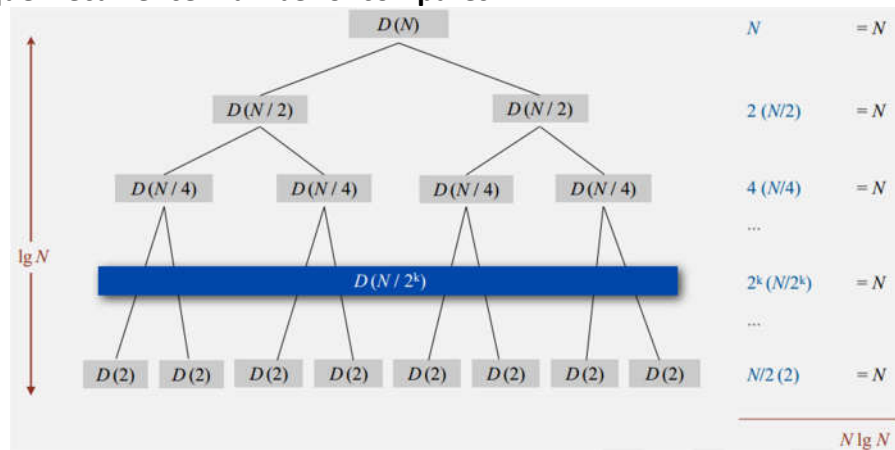 D(N) N = N
D(N / 2) D(N / 2) 2 (N/2) = N
D(N / 4) D(N / 4) D(N / 4) D(N / 4) 4 (N/4) = N
...
lg N
D(N / 2ᵏ) 2ᵏ (N/2ᵏ) = N
...
D(2) D(2) D(2) D(2) D(2) D(2) D(2) D(2) N/2 (2) = N
N lg N